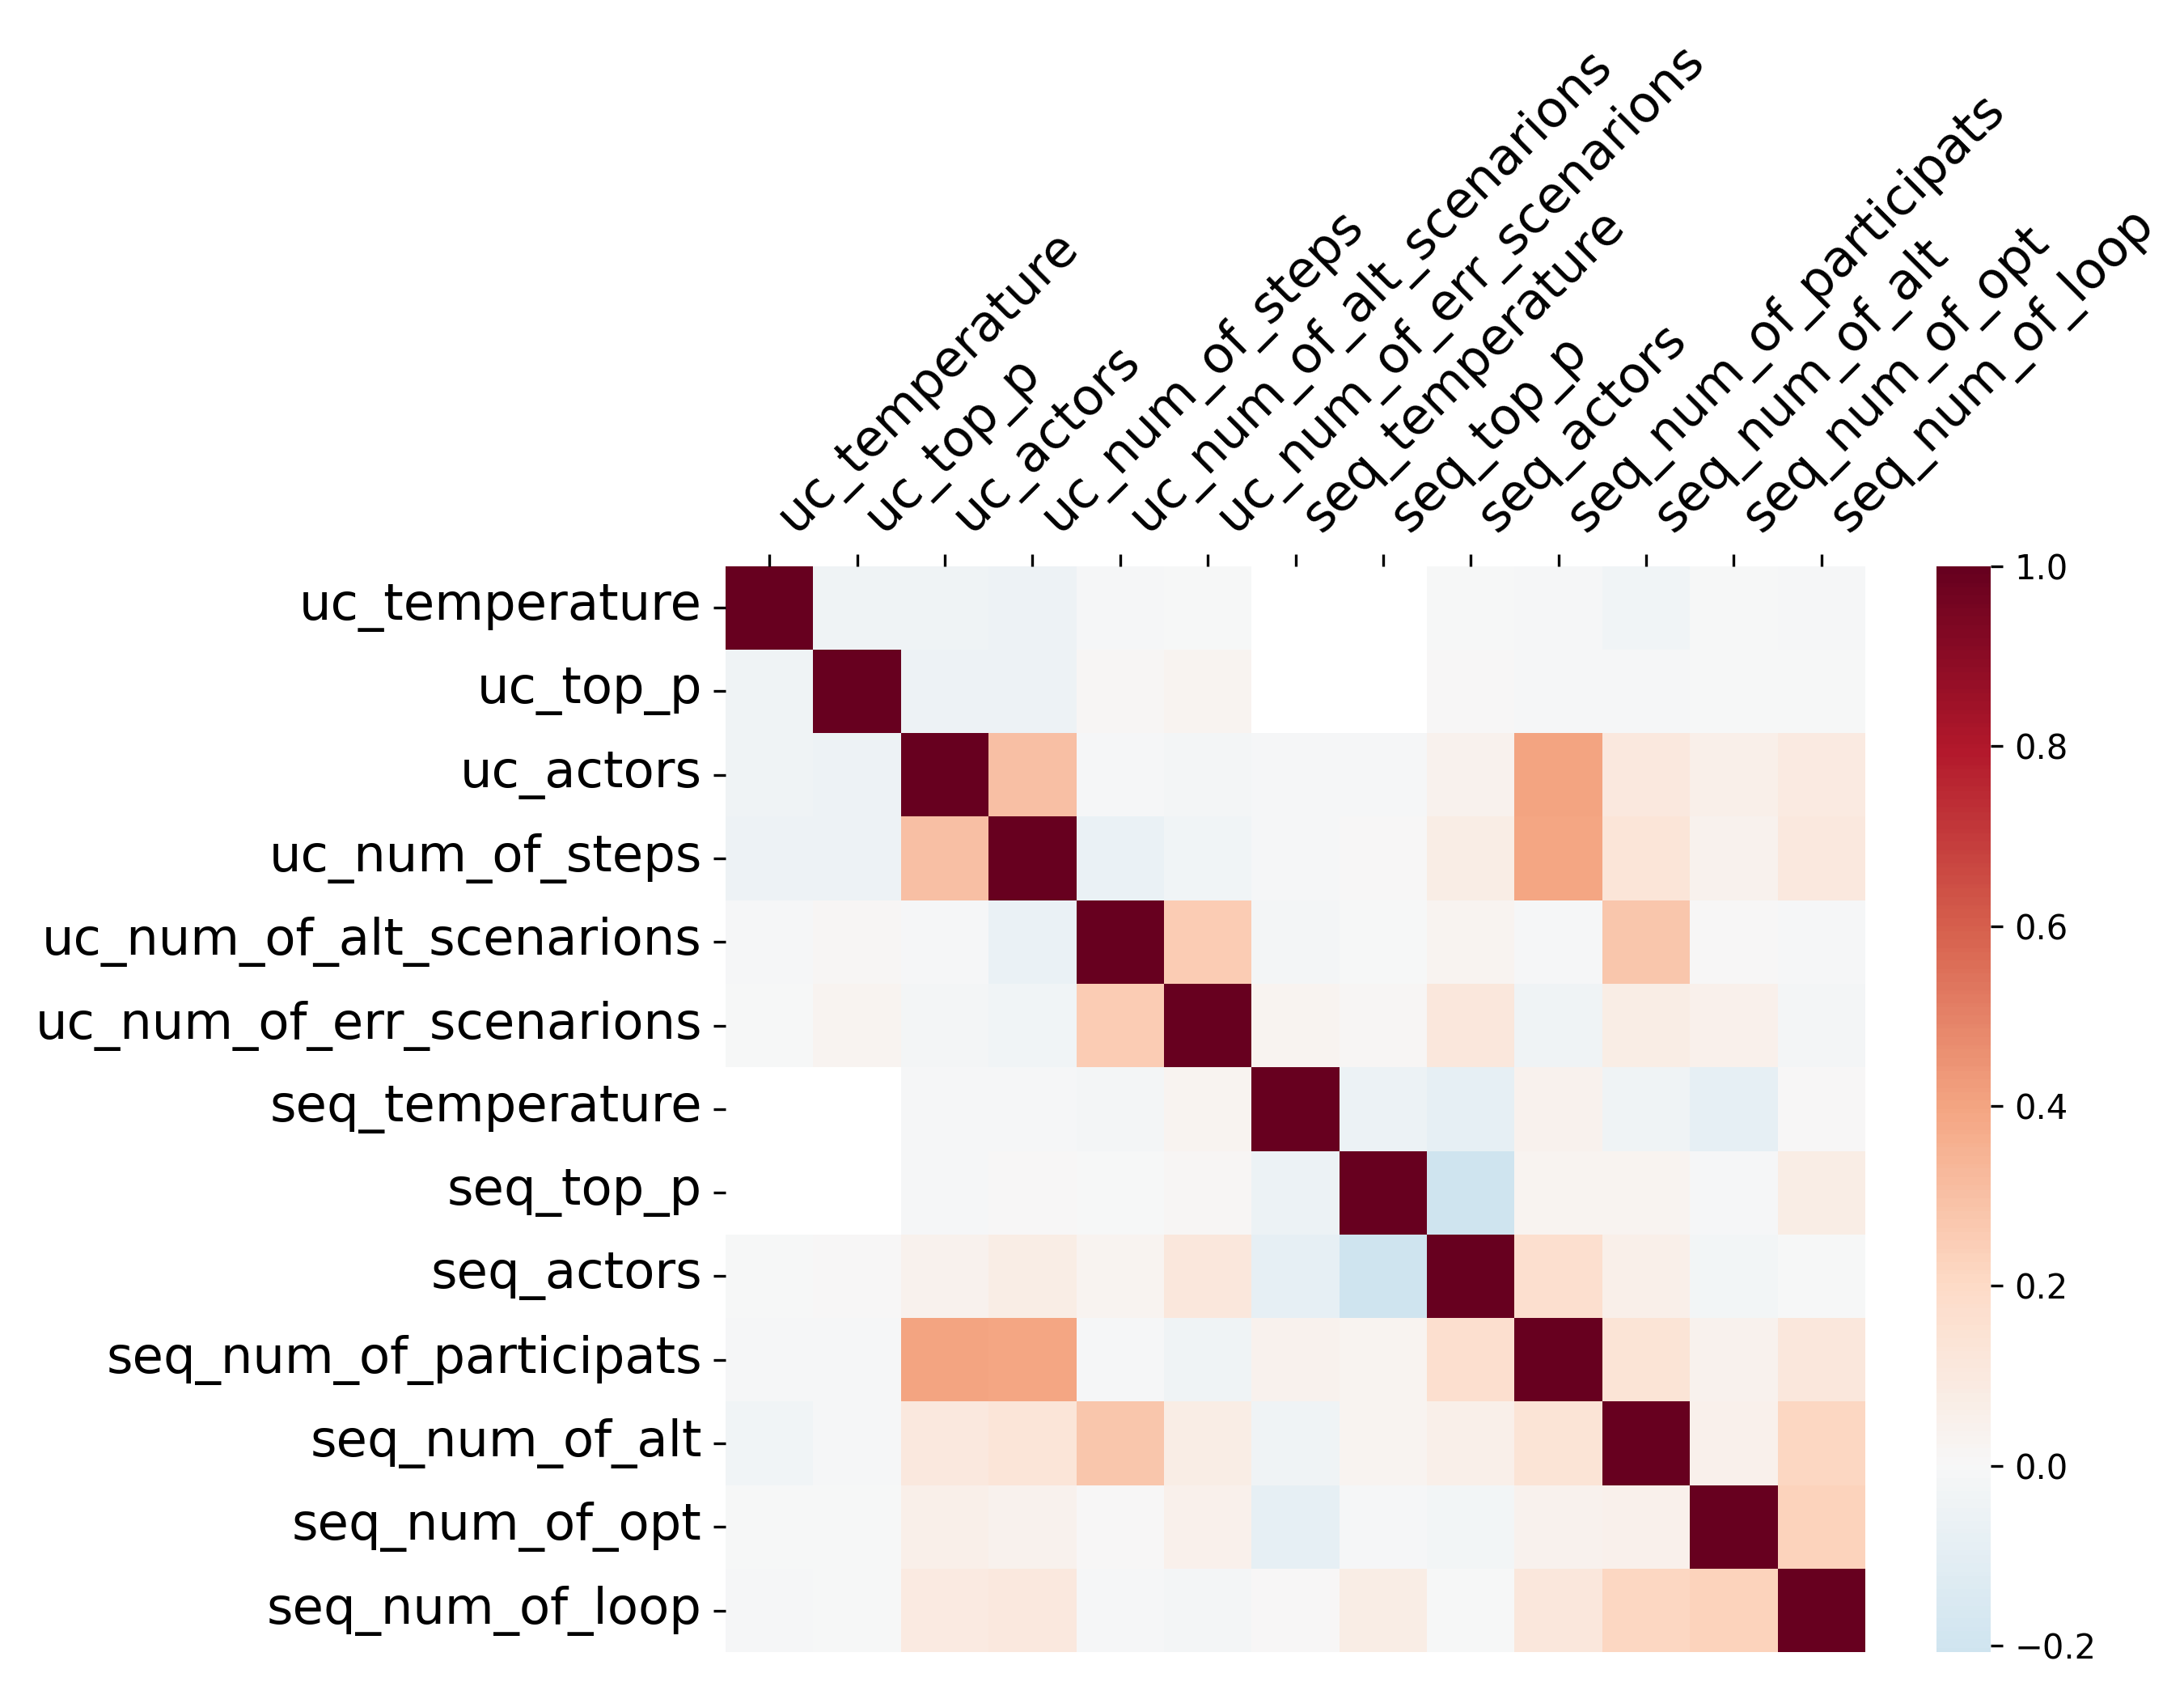 uc_temperature
uc_top_p
uc_actors
uc_num_of_steps
uc_num_of_alt_scenarions
uc_num_of_err_scenarions
seq_temperature
seq_top_p
seq_actors
seq_num_of_participats
seq_num_of_alt
seq_num_of_opt
seq_num_of_loop
uc_temperature
uc_top_p
uc_actors
uc_num_of_steps
uc_num_of_alt_scenarions
uc_num_of_err_scenarions
seq_temperature
seq_top_p
seq_actors
seq_num_of_participats
seq_num_of_alt
seq_num_of_opt
seq_num_of_loop
1.0
0.8
0.6
0.4
0.2
0.0
−0.2